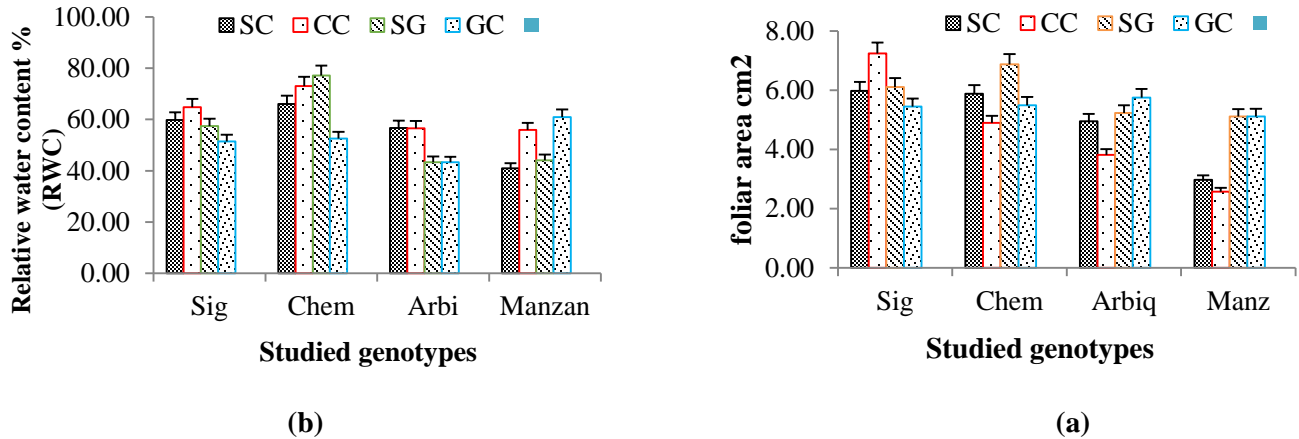 Relative water content %
(RWC)
100.00
80.00
60.00
40.00
20.00
0.00
SC CC SG GC
Sig Chem Arbi Manzan
Studied genotypes
(b)
foliar area cm2
8.00
6.00
4.00
2.00
0.00
SC CC SG GC
Sig Chem Arbiq Manz
Studied genotypes
(a)